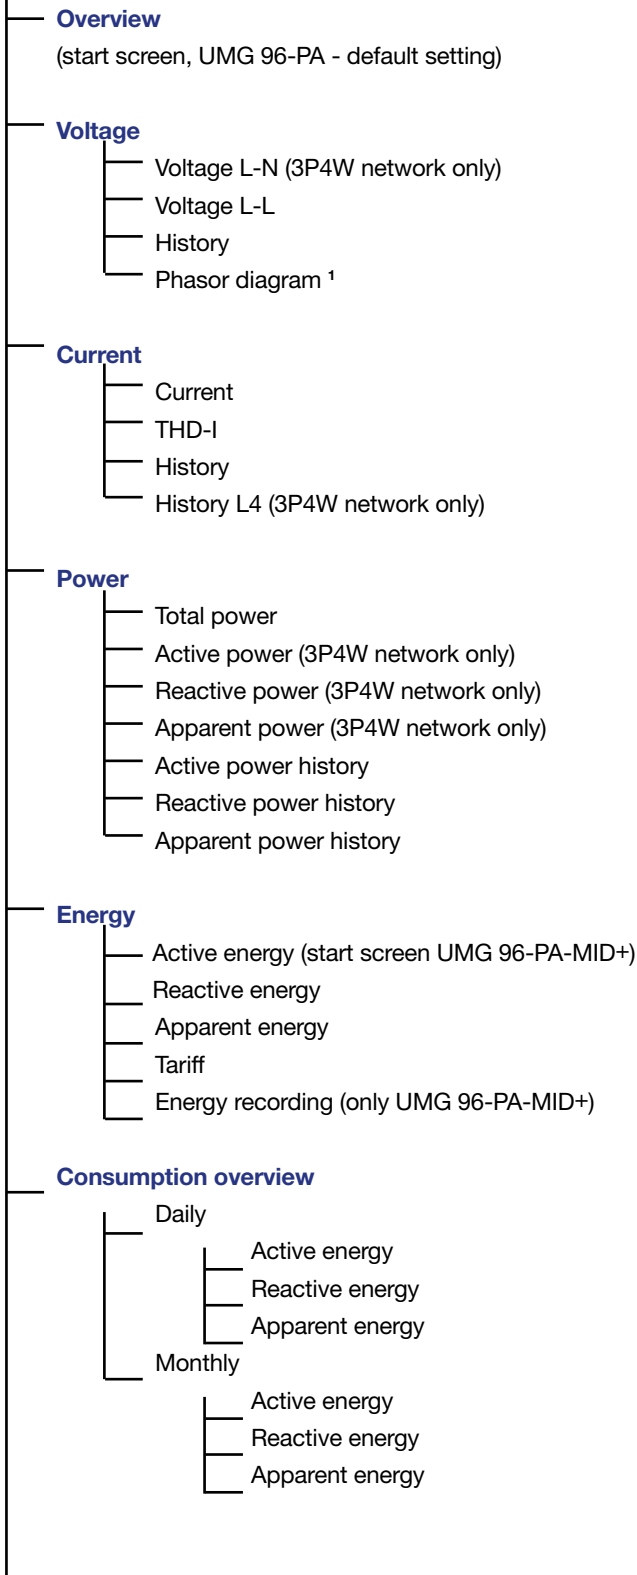 Overview
(start screen, UMG 96-PA - default setting)
Voltage
Voltage L-N (3P4W network only)
Voltage L-L
History
Phasor diagram ¹
Current
Current
THD-I
History
History L4 (3P4W network only)
Power
Total power
Active power (3P4W network only)
Reactive power (3P4W network only)
Apparent power (3P4W network only)
Active power history
Reactive power history
Apparent power history
Energy
Active energy (start screen UMG 96-PA-MID+)
Reactive energy
Apparent energy
Tariff
Energy recording (only UMG 96-PA-MID+)
Consumption overview
Daily
Active energy
Reactive energy
Apparent energy
Monthly
Active energy
Reactive energy
Apparent energy